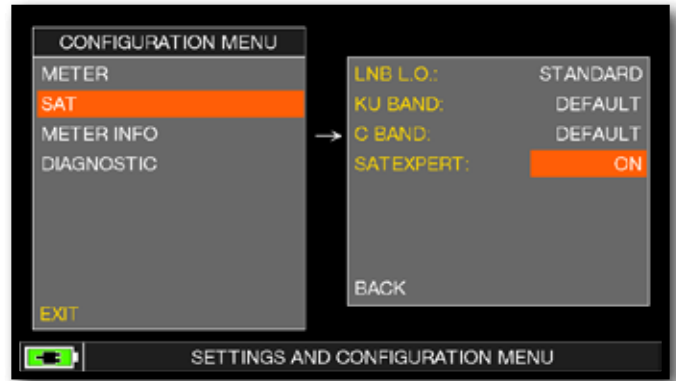 CONFIGURATION MENU
METER
SAT
METER INFO
DIAGNOSTIC
EXIT
→
LNB L.O.: STANDARD
KU BAND: DEFAULT
C BAND: DEFAULT
SATEXPERT: ON
BACK
SETTINGS AND CONFIGURATION MENU